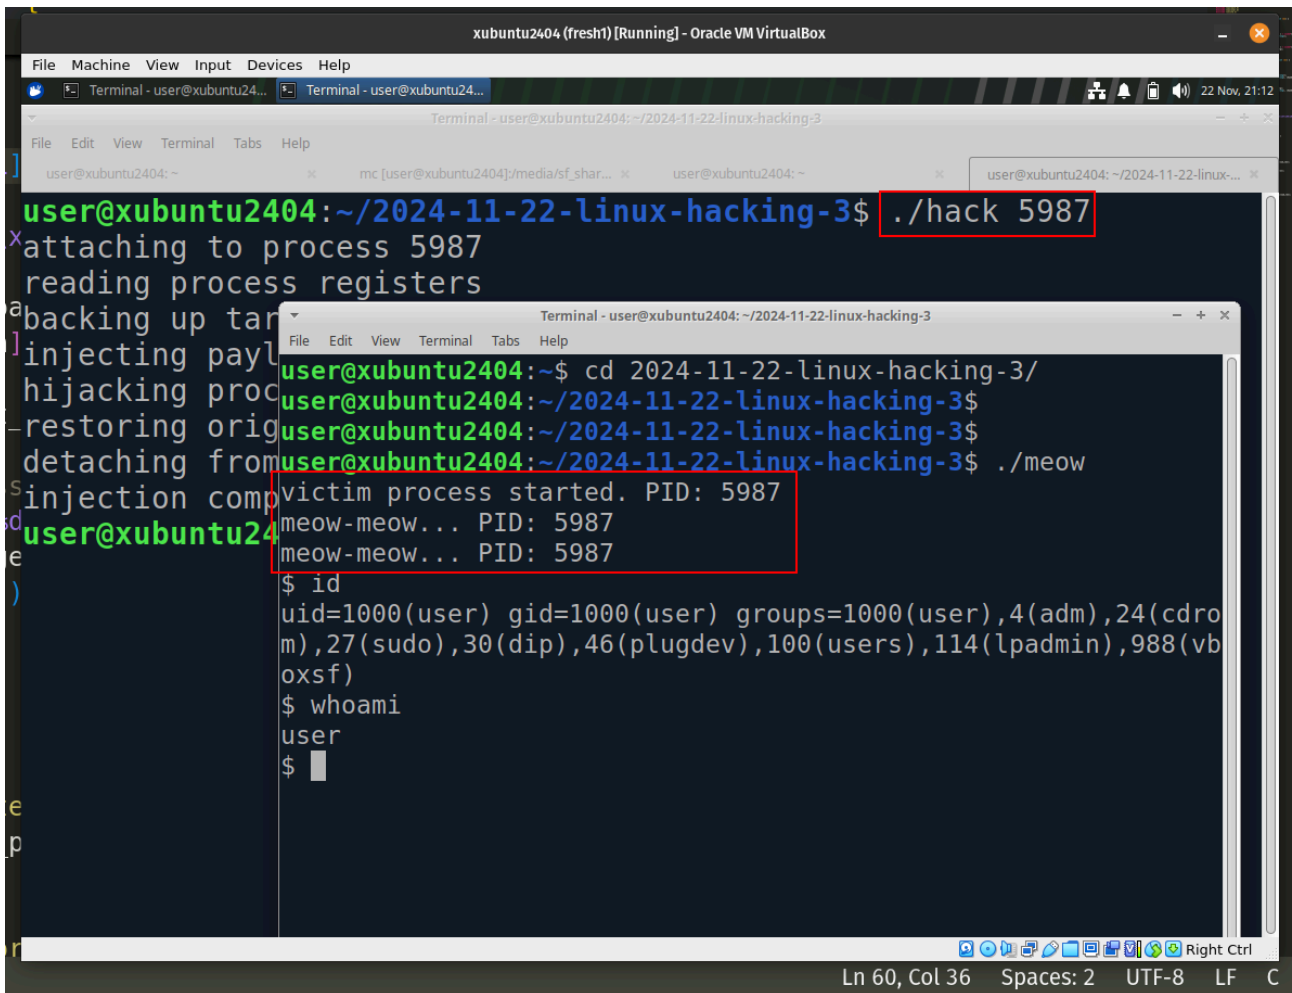 xubuntu2404 (fresh1) [Running] - Oracle VM VirtualBox
File Machine View Input Devices Help
Terminal - user@xubuntu24... Terminal - user@xubuntu24... 22 Nov, 21:12
Terminal - user@xubuntu2404: ~/2024-11-22-linux-hacking-3
File Edit View Terminal Tabs Help
user@xubuntu2404: ~ mc [user@xubuntu2404]:/media/sf_shar... user@xubuntu2404: ~ user@xubuntu2404: ~/2024-11-22-linux-...
user@xubuntu2404:~/2024-11-22-linux-hacking-3$ ./hack 5987
attaching to process 5987
reading process registers
backing up tar
injecting payl
hijacking proc
restoring orig
detaching from
injection comp
user@xubuntu24
Terminal - user@xubuntu2404: ~/2024-11-22-linux-hacking-3
File Edit View Terminal Tabs Help
user@xubuntu2404:~$ cd 2024-11-22-linux-hacking-3/
user@xubuntu2404:~/2024-11-22-linux-hacking-3$
user@xubuntu2404:~/2024-11-22-linux-hacking-3$
user@xubuntu2404:~/2024-11-22-linux-hacking-3$ ./meow
victim process started. PID: 5987
meow-meow... PID: 5987
meow-meow... PID: 5987
$ id
uid=1000(user) gid=1000(user) groups=1000(user),4(adm),24(cdro
m),27(sudo),30(dip),46(plugdev),100(users),114(lpadmin),988(vb
oxsf)
$ whoami
user
$
Right Ctrl
Ln 60, Col 36 Spaces: 2 UTF-8 LF C